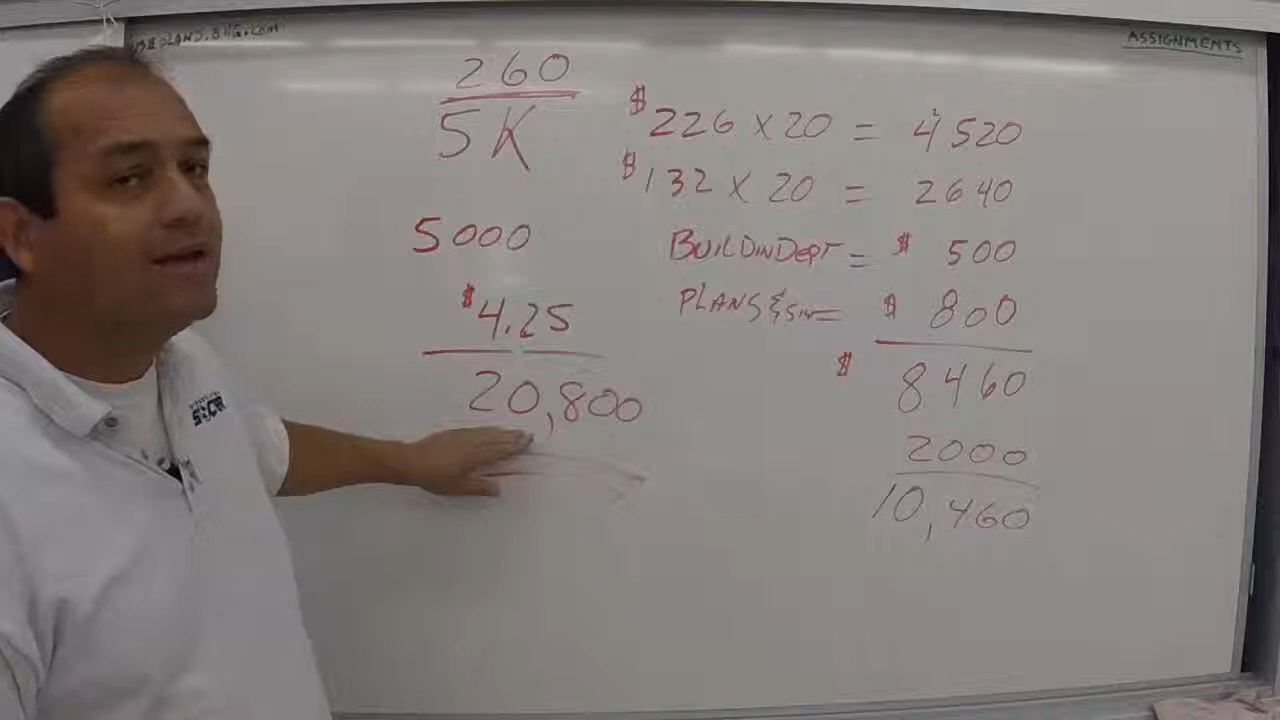 ASSIGNMENTS
260
5K
5000
$4.25
20,800
$226 x 20 = 4520
$132 x 20 = 2640
BUILDINDEPT = $ 500
PLANS & = $ 800
$ 8460
2000
10,460